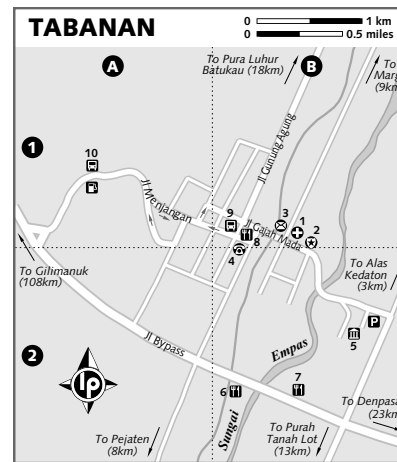 TABANAN
0 1 km
0 0.5 miles
To Pura Luhur
Batukau (18km)
To
Marg
(9km
A
B
1
10
Jl Menjangan
Jl Gunung Agung
9
Jl Gajah Mada
3
1
2
8
4
To Gilimanuk
(108km)
To Alas
Kedaton
(3km)
P
5
2
Jl Bypass
Empas
lp
6
7
Sungai
To Denpasa
(23km
To Pejaten
(8km)
To Purah
Tanah Lot
(13km)